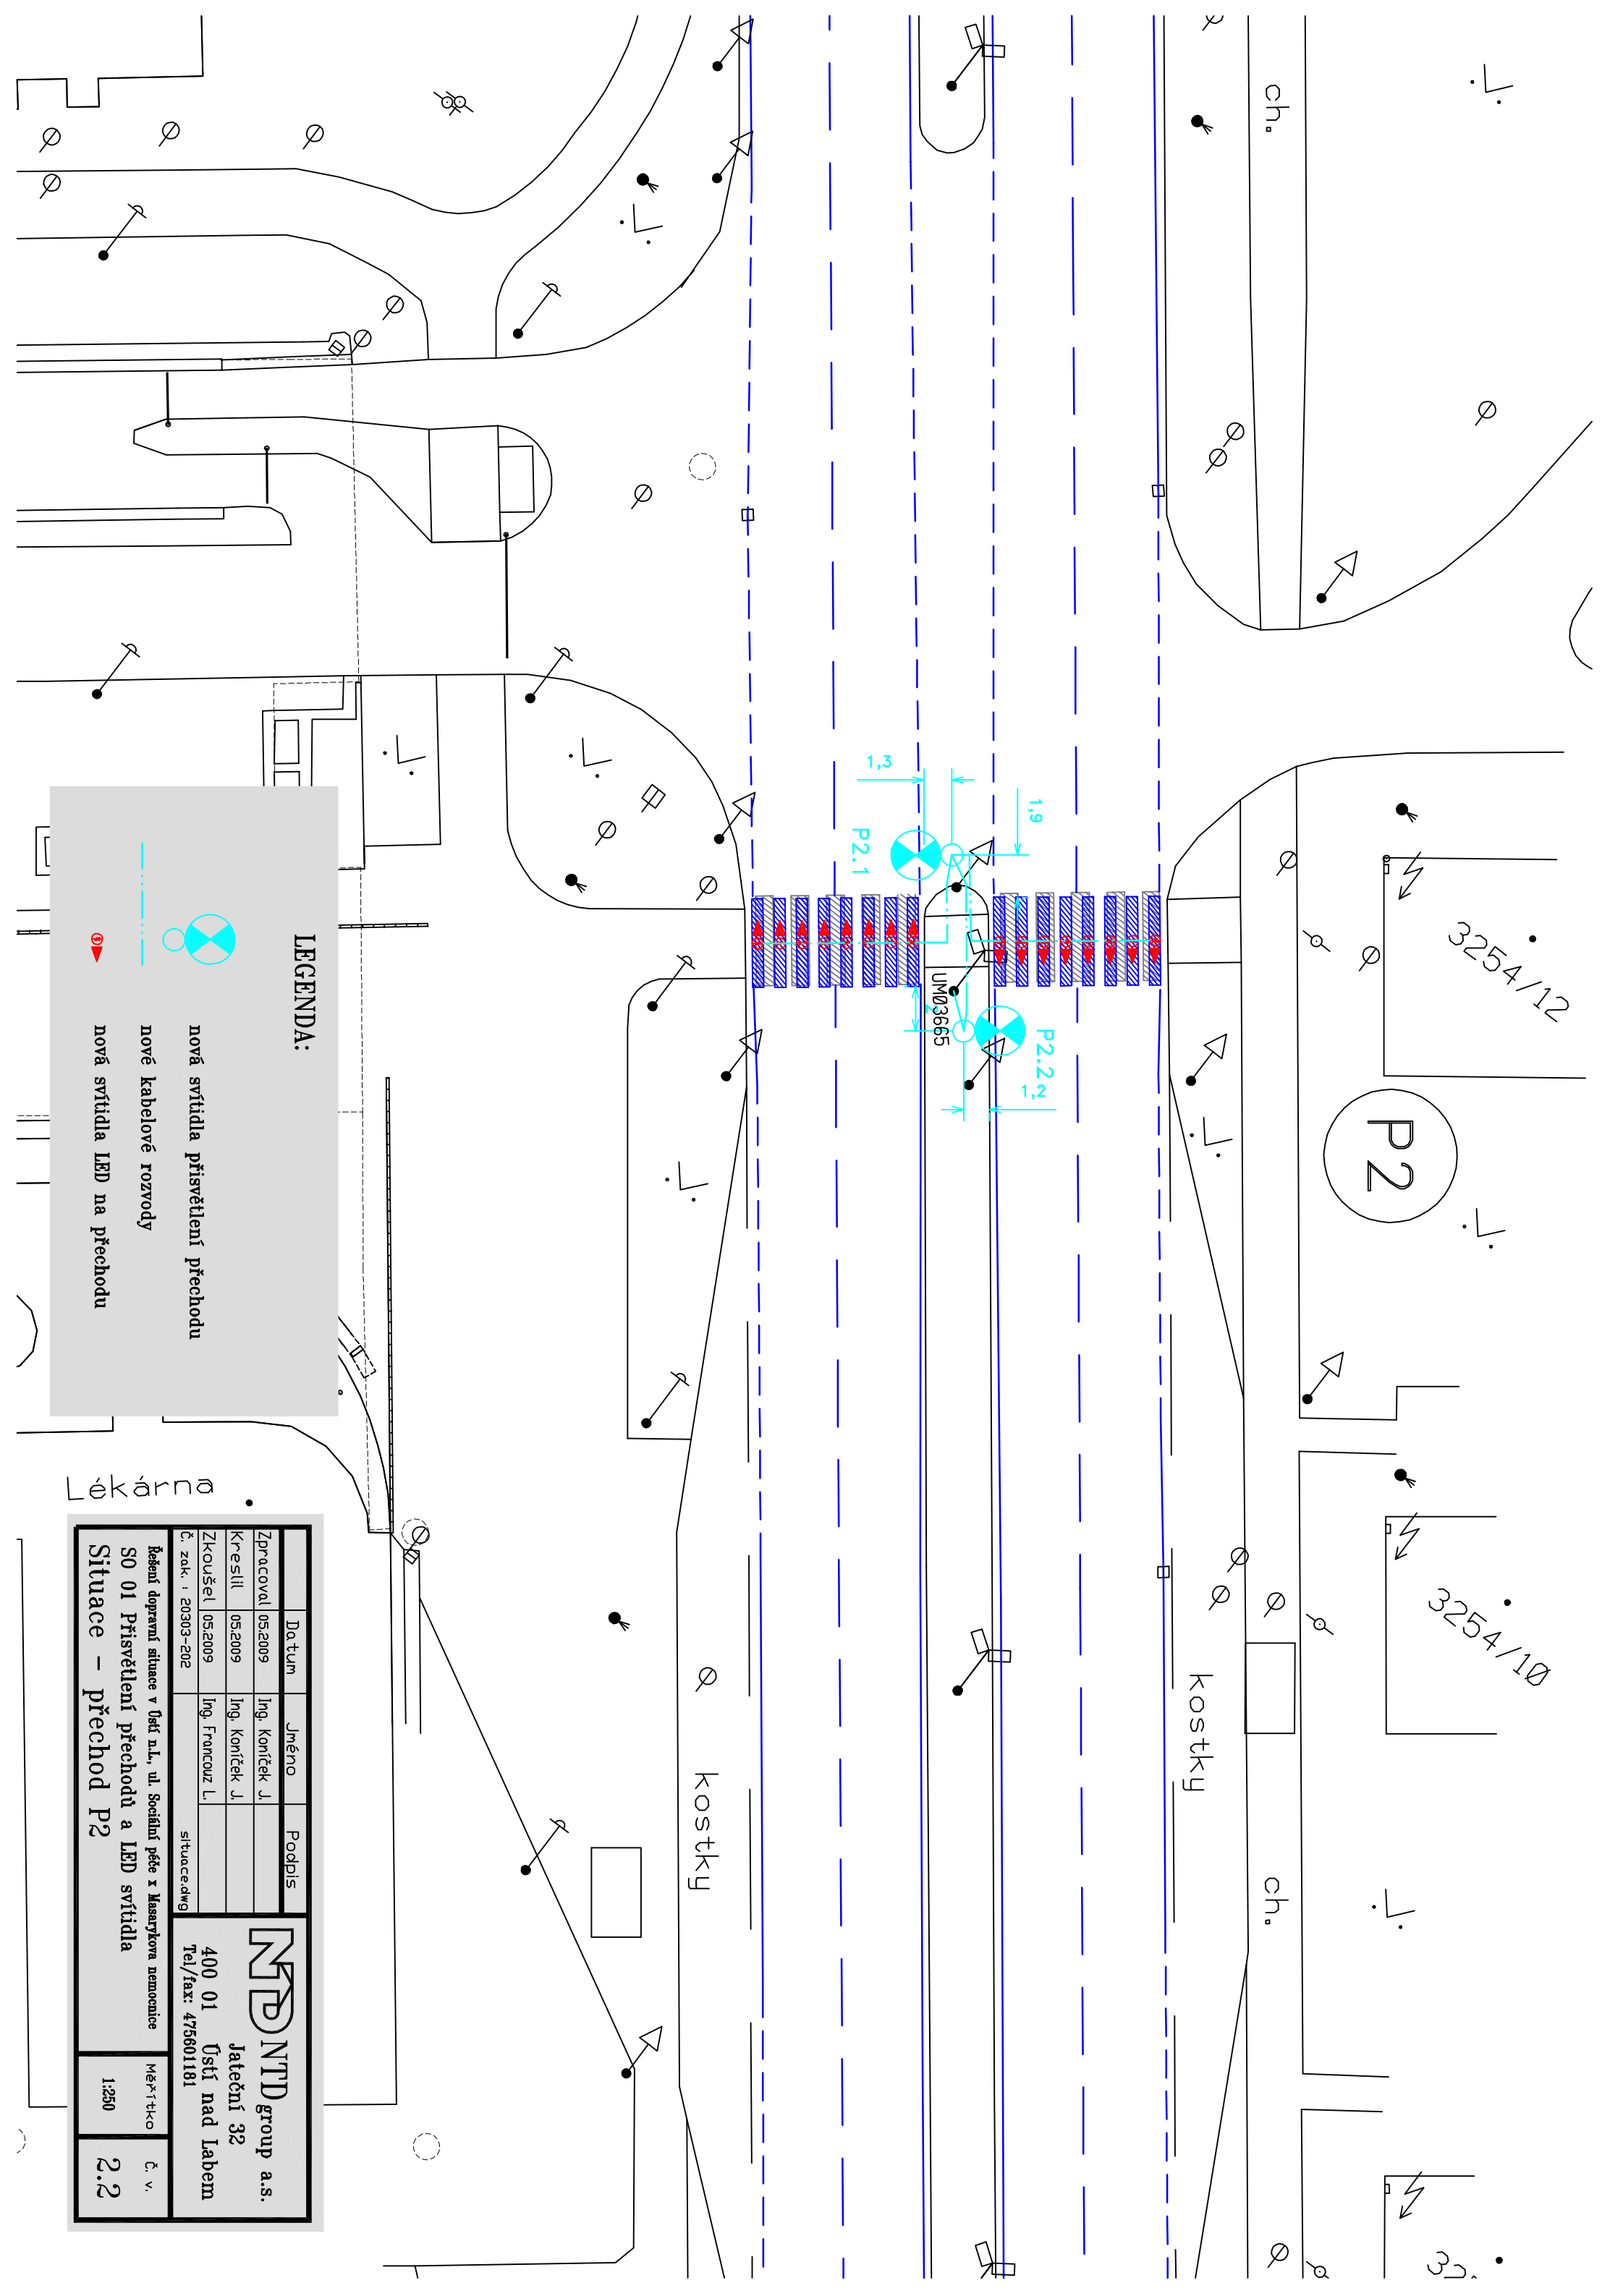 ch.
1,3
1,9
P2.1
UM03665
P2.2
1,2
3254/12
P2
LEGENDA:
nová svítidla přisvětlení přechodu
nové kabelové rozvody
nová svítidla LED na přechodu
Lékárna
3254/10
kostky
kostky
ch.
Datum Jméno Podpis
Zpracoval 05.2009 Ing. Koníček J.
Kreslil 05.2009 Ing. Koníček J.
Zkoušel 05.2009 Ing. Francouz L.
Č. zak. : 20303-202 situace.dwg
NTD group a.s.
Jateční 32
400 01 Ústí nad Labem
Tel/fax: 475601181
Řešení dopravní situace v Ústí n.L, ul. Sociální péče x Masarykova nemocnice
SO 01 Přisvětlení přechodů a LED svítidla
Situace - přechod P2
Měřítko
1:250
Č. v.
2.2